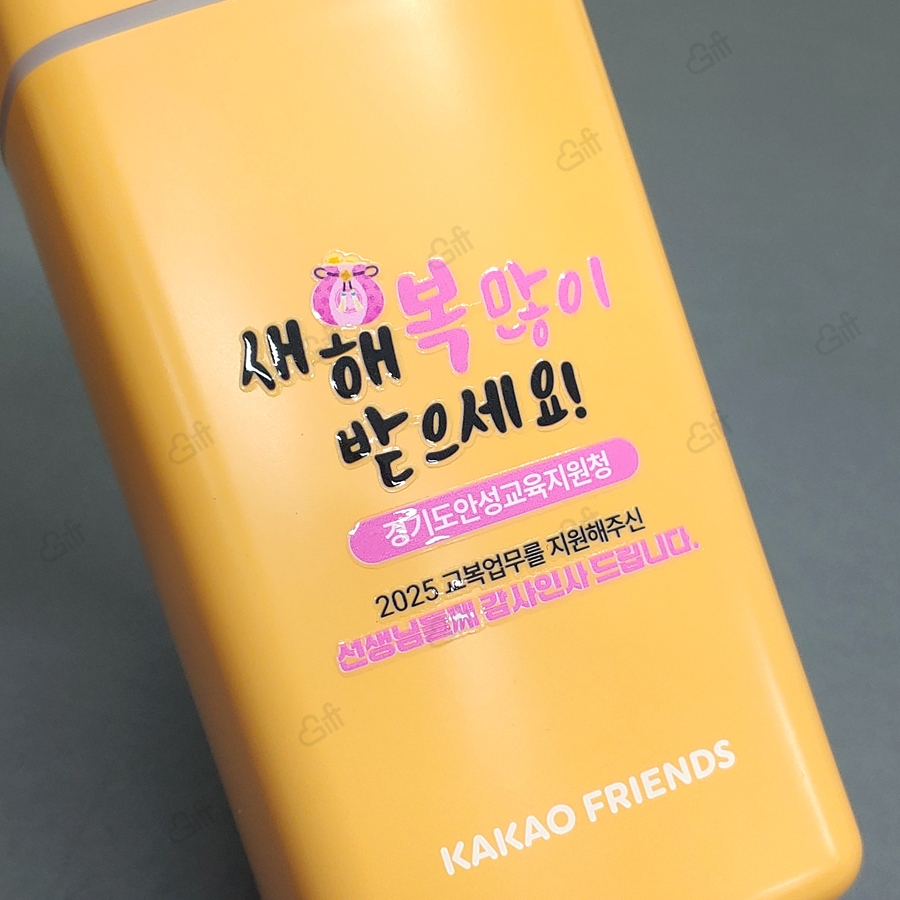 새해 복 많이
받으세요!
경기도안성교육지원청
2025 교복업무를 지원해주신
선생님들께 감사인사 드립니다.
KAKAO FRIENDS
Gift